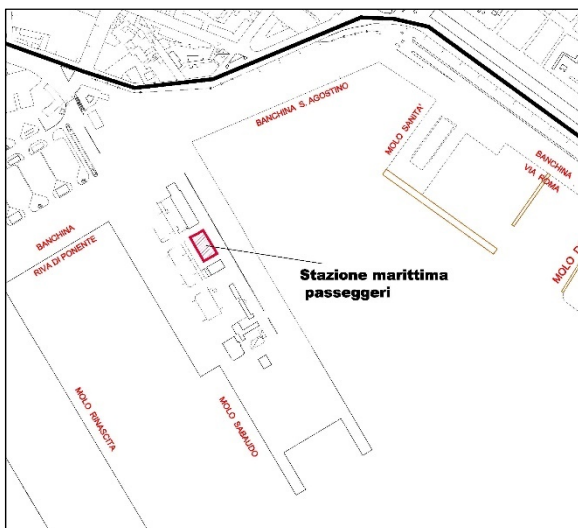 BANCHINA S. AGOSTINO
MOLO SANITA'
BANCHINA
VIA ROMA
MOLO D
BANCHINA
RIVA DI PONENTE
Stazione marittima
passeggeri
MOLO RINASCITA
MOLO SABAUDO